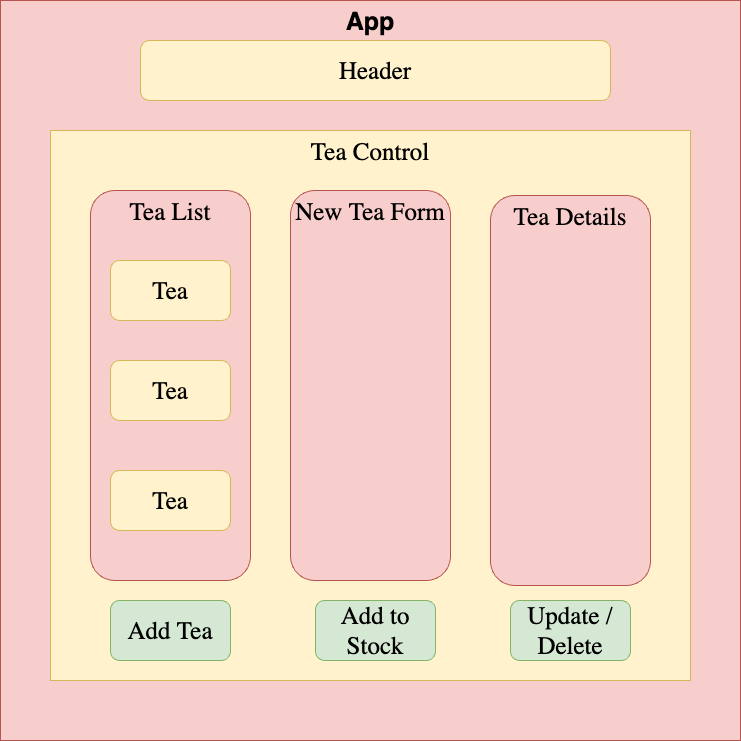 App
Header
Tea Control
Tea List
New Tea Form
Tea Details
Tea
Tea
Tea
Add Tea
Add to
Stock
Update /
Delete